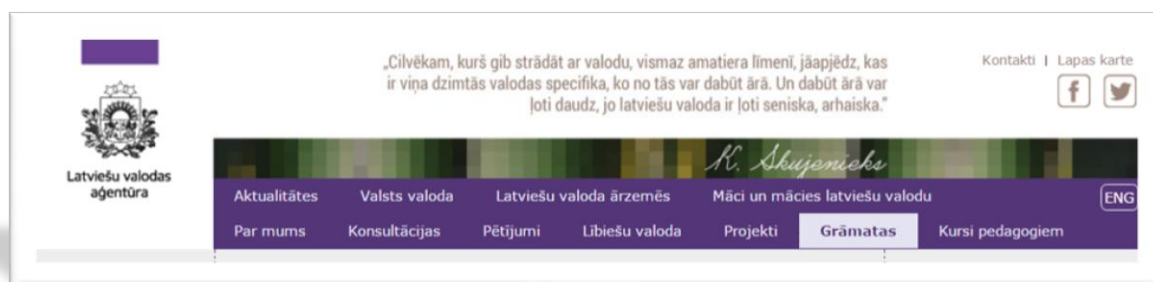 Latviešu valodas
aģentūra
„Cilvēkam, kurš gib strādāt ar valodu, vismaz amatiera līmenī, jāapjēdz, kas
ir viņa dzimtās valodas specifika, ko no tās var dabūt ārā. Un dabūt ārā var
ļoti daudz, jo latviešu valoda ir ļoti seniska, arhaiska.”
K. Skujenieks
Kontakti | Lapas karte
Aktualitātes Valsts valoda Latviešu valoda ārzemēs Māci un mācies latviešu valodu ENG
Par mums Konsultācijas Pētījumi Lībiešu valoda Projekti Grāmatas Kursi pedagogiem